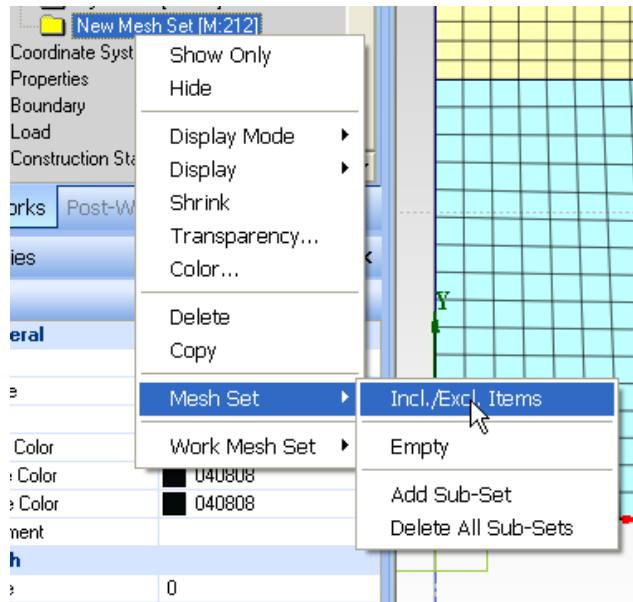 New Mesh Set [M:212]
Coordinate Syst
Properties
Boundary
Load
Construction Sta
orks Post-W
ies
eral
e
Color
e Color 040808
e Color 040808
ment
h
e 0
Show Only
Hide
Display Mode
Display
Shrink
Transparency...
Color...
Delete
Copy
Mesh Set
Work Mesh Set
Incl./Excl. Items
Empty
Add Sub-Set
Delete All Sub-Sets
Y